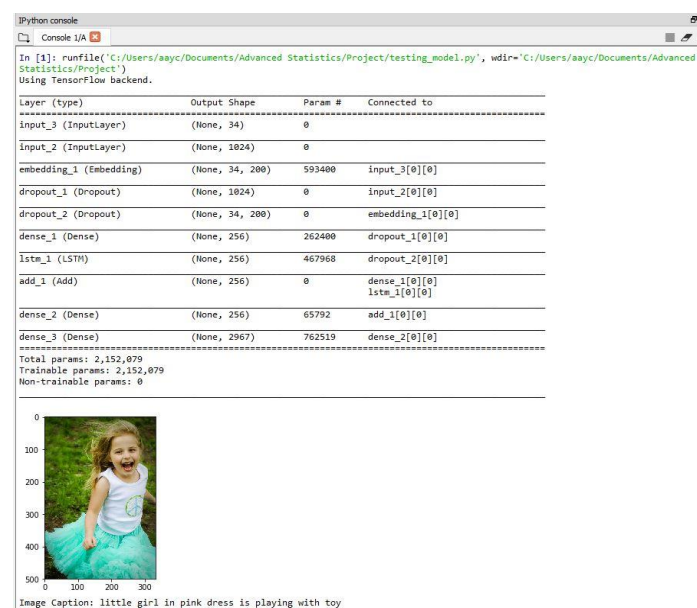 IPython console
Console 1/A
In [1]: runfile('C:/Users/aayc/Documents/Advanced Statistics/Project/testing_model.py', wdir='C:/Users/aayc/Documents/Advanced
Statistics/Project')
Using TensorFlow backend.
Layer (type) Output Shape Param # Connected to
input_3 (InputLayer) (None, 34) 0
input_2 (InputLayer) (None, 1024) 0
embedding_1 (Embedding) (None, 34, 200) 593400 input_3[0][0]
dropout_1 (Dropout) (None, 1024) 0 input_2[0][0]
dropout_2 (Dropout) (None, 34, 200) 0 embedding_1[0][0]
dense_1 (Dense) (None, 256) 262400 dropout_1[0][0]
lstm_1 (LSTM) (None, 256) 467968 dropout_2[0][0]
add_1 (Add) (None, 256) 0 dense_1[0][0]
lstm_1[0][0]
dense_2 (Dense) (None, 256) 65792 add_1[0][0]
dense_3 (Dense) (None, 2967) 762519 dense_2[0][0]
Total params: 2,152,079
Trainable params: 2,152,079
Non-trainable params: 0
0
100
200
300
400
500
0 100 200 300
Image Caption: little girl in pink dress is playing with toy